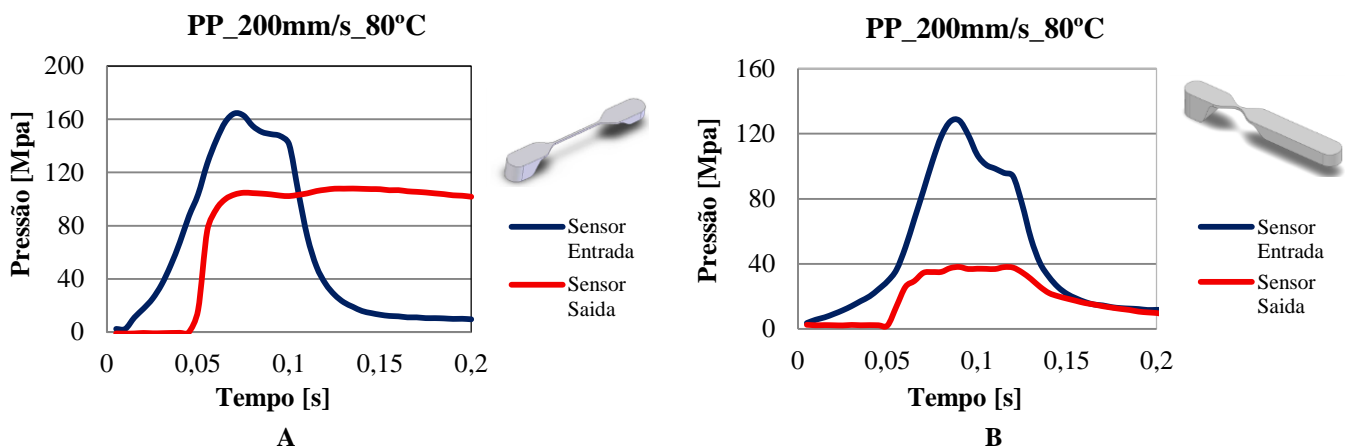 PP_200mm/s_80ºC
200
160
120
80
40
0
0
0,05
0,1
0,15
0,2
Pressão [Mpa]
Tempo [s]
Sensor
Entrada
Sensor
Saida
A
PP_200mm/s_80ºC
160
120
80
40
0
0
0,05
0,1
0,15
0,2
Pressão [Mpa]
Tempo [s]
Sensor
Entrada
Sensor
Saida
B